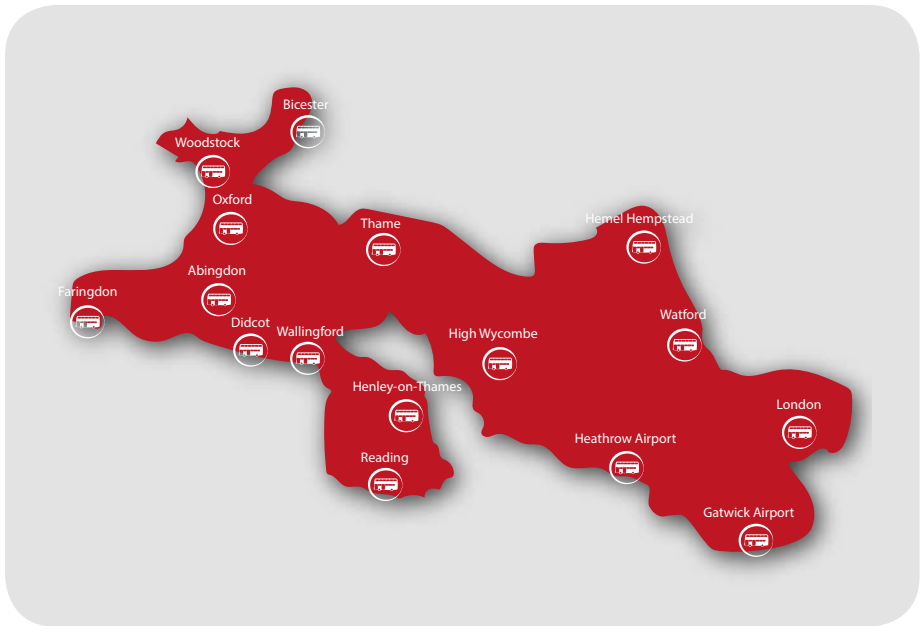 Bicester
Woodstock
Oxford
Hemel Hempstead
Thame
Abingdon
Faringdon
Watford
Didcot
Wallingford
High Wycombe
Henley-on-Thames
London
Heathrow Airport
Reading
Gatwick Airport